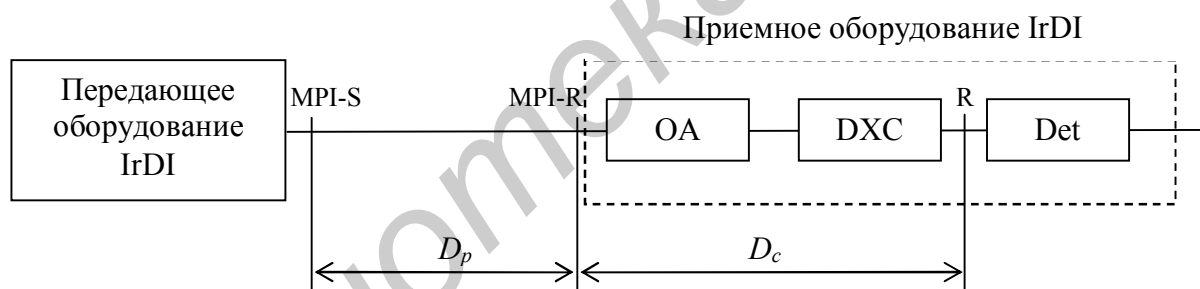 Приемное оборудование IrDI
Передающее
оборудование
IrDI
MPI-S
MPI-R
OA
DXC
R
Det
Dp
Dc